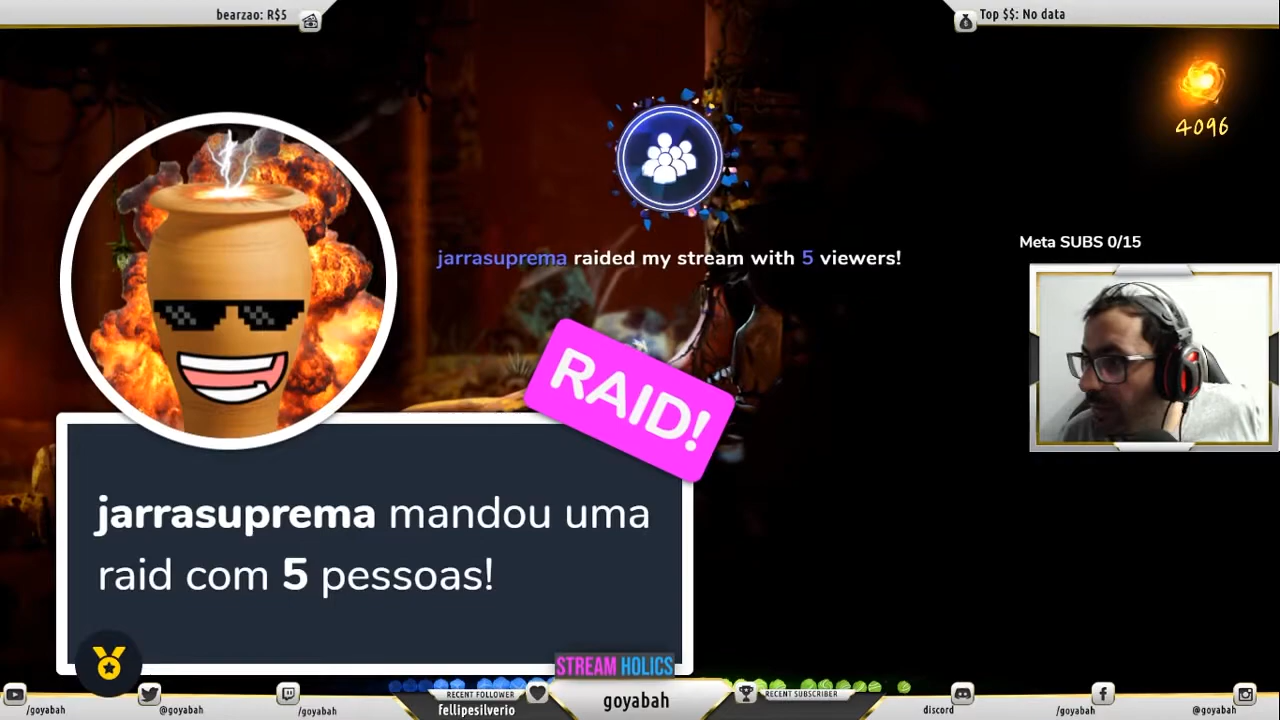 bearzao: R$5
Top $$: No data
4096
Meta SUBS 0/15
jarrasuprema raided my stream with 5 viewers!
RAID!
jarrasuprema mandou uma
raid com 5 pessoas!
STREAM HOLICS
/goyabah
@goyabah
/goyabah
RECENT FOLLOWER
fellipesilverio
goyabah
RECENT SUBSCRIBER
discord
/goyabah
@goyabah